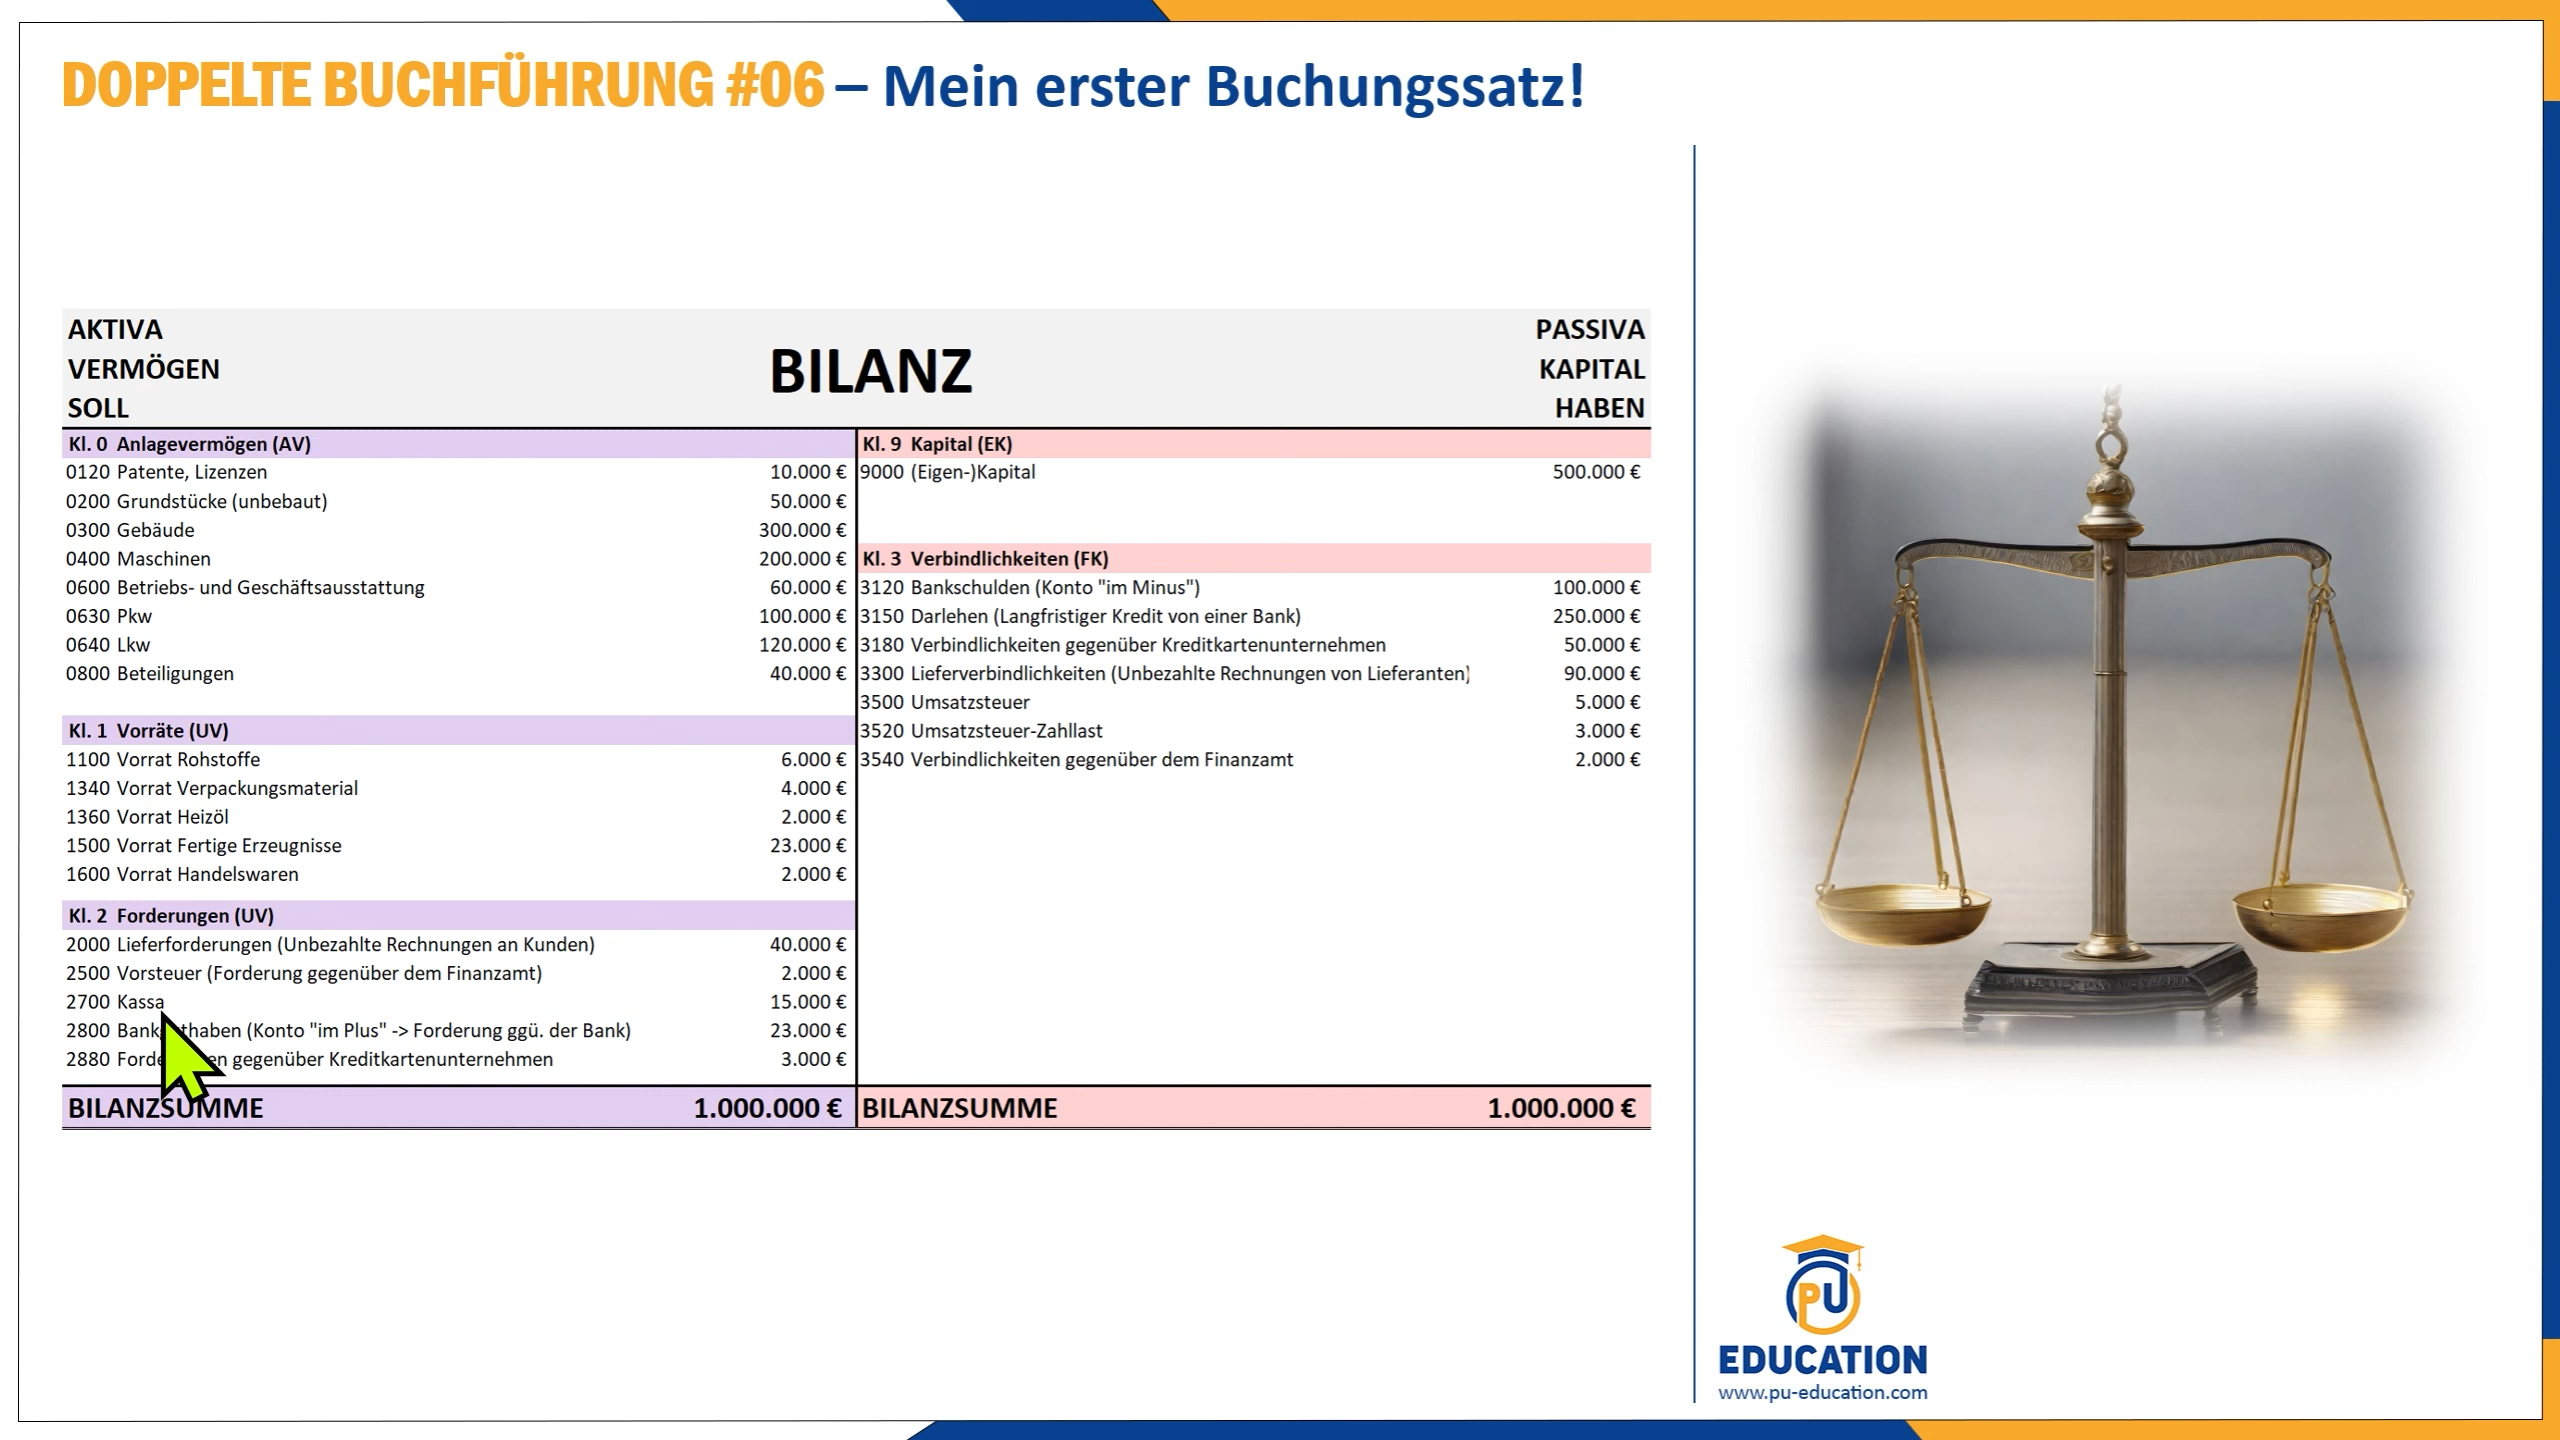 DOPPELTE BUCHFÜHRUNG #06 – Mein erster Buchungssatz!
AKTIVA
VERMÖGEN
SOLL
BILANZ
PASSIVA
KAPITAL
HABEN
Kl. 0 Anlagevermögen (AV)
0120 Patente, Lizenzen 10.000 €
0200 Grundstücke (unbebaut) 50.000 €
0300 Gebäude 300.000 €
0400 Maschinen 200.000 €
0600 Betriebs- und Geschäftsausstattung 60.000 €
0630 Pkw 100.000 €
0640 Lkw 120.000 €
0800 Beteiligungen 40.000 €
Kl. 1 Vorräte (UV)
1100 Vorrat Rohstoffe 6.000 €
1340 Vorrat Verpackungsmaterial 4.000 €
1360 Vorrat Heizöl 2.000 €
1500 Vorrat Fertige Erzeugnisse 23.000 €
1600 Vorrat Handelswaren 2.000 €
Kl. 2 Forderungen (UV)
2000 Lieferforderungen (Unbezahlte Rechnungen an Kunden) 40.000 €
2500 Vorsteuer (Forderung gegenüber dem Finanzamt) 2.000 €
2700 Kassa 15.000 €
2800 (Konto "im Plus" -> Forderung ggü. der Bank) 23.000 €
2880 gegenüber Kreditkartenunternehmen 3.000 €
BILANZSUMME 1.000.000 €
Kl. 9 Kapital (EK)
9000 (Eigen-)Kapital 500.000 €
Kl. 3 Verbindlichkeiten (FK)
3120 Bankschulden (Konto "im Minus") 100.000 €
3150 Darlehen (Langfristiger Kredit von einer Bank) 250.000 €
3180 Verbindlichkeiten gegenüber Kreditkartenunternehmen 50.000 €
3300 Lieferverbindlichkeiten (Unbezahlte Rechnungen von Lieferanten) 90.000 €
3500 Umsatzsteuer 5.000 €
3520 Umsatzsteuer-Zahllast 3.000 €
3540 Verbindlichkeiten gegenüber dem Finanzamt 2.000 €
BILANZSUMME 1.000.000 €
PU
EDUCATION
www.pu-education.com